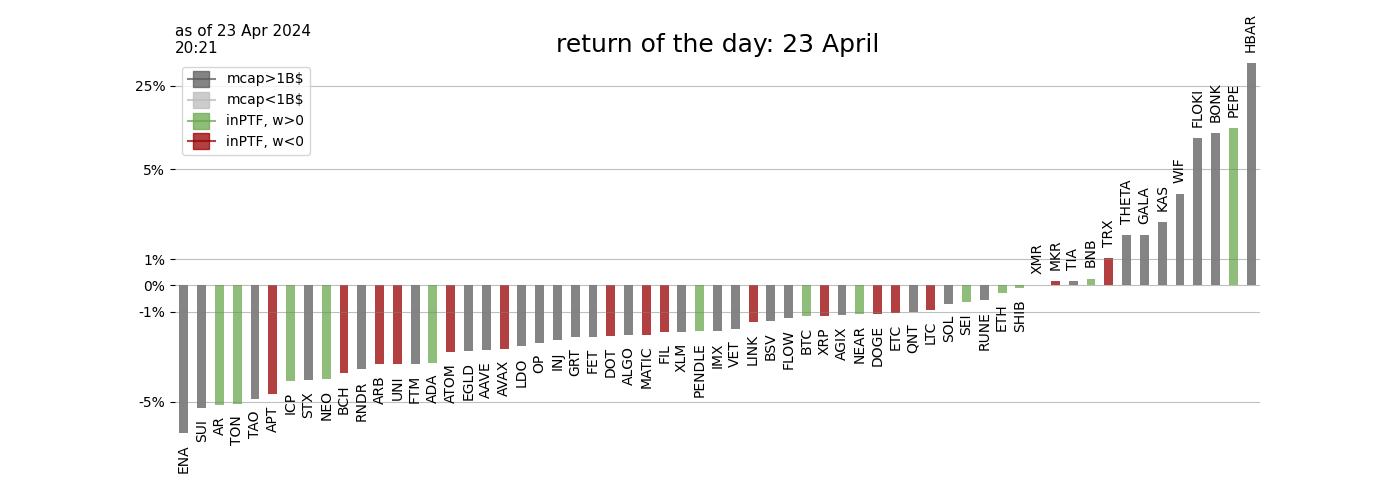 as of 23 Apr 2024
20:21
return of the day: 23 April
mcap>1B$
mcap<1B$
inPTF, w>0
inPTF, w<0
25%
5%
1%
0%
-1%
-5%
ENA
SUI
AR
TON
TAO
APT
ICP
STX
NEO
BCH
RNDR
ARB
UNI
FTM
ADA
ATOM
EGLD
AAVE
AVAX
LDO
OP
INJ
GRT
FET
DOT
ALGO
MATIC
FIL
XLM
PENDLE
IMX
VET
LINK
BSV
FLOW
BTC
XRP
AGIX
NEAR
DOGE
ETC
QNT
LTC
SOL
SEI
RUNE
ETH
SHIB
XMR
MKR
TIA
BNB
TRX
THETA
GALA
KAS
WIF
FLOKI
BONK
PEPE
HBAR